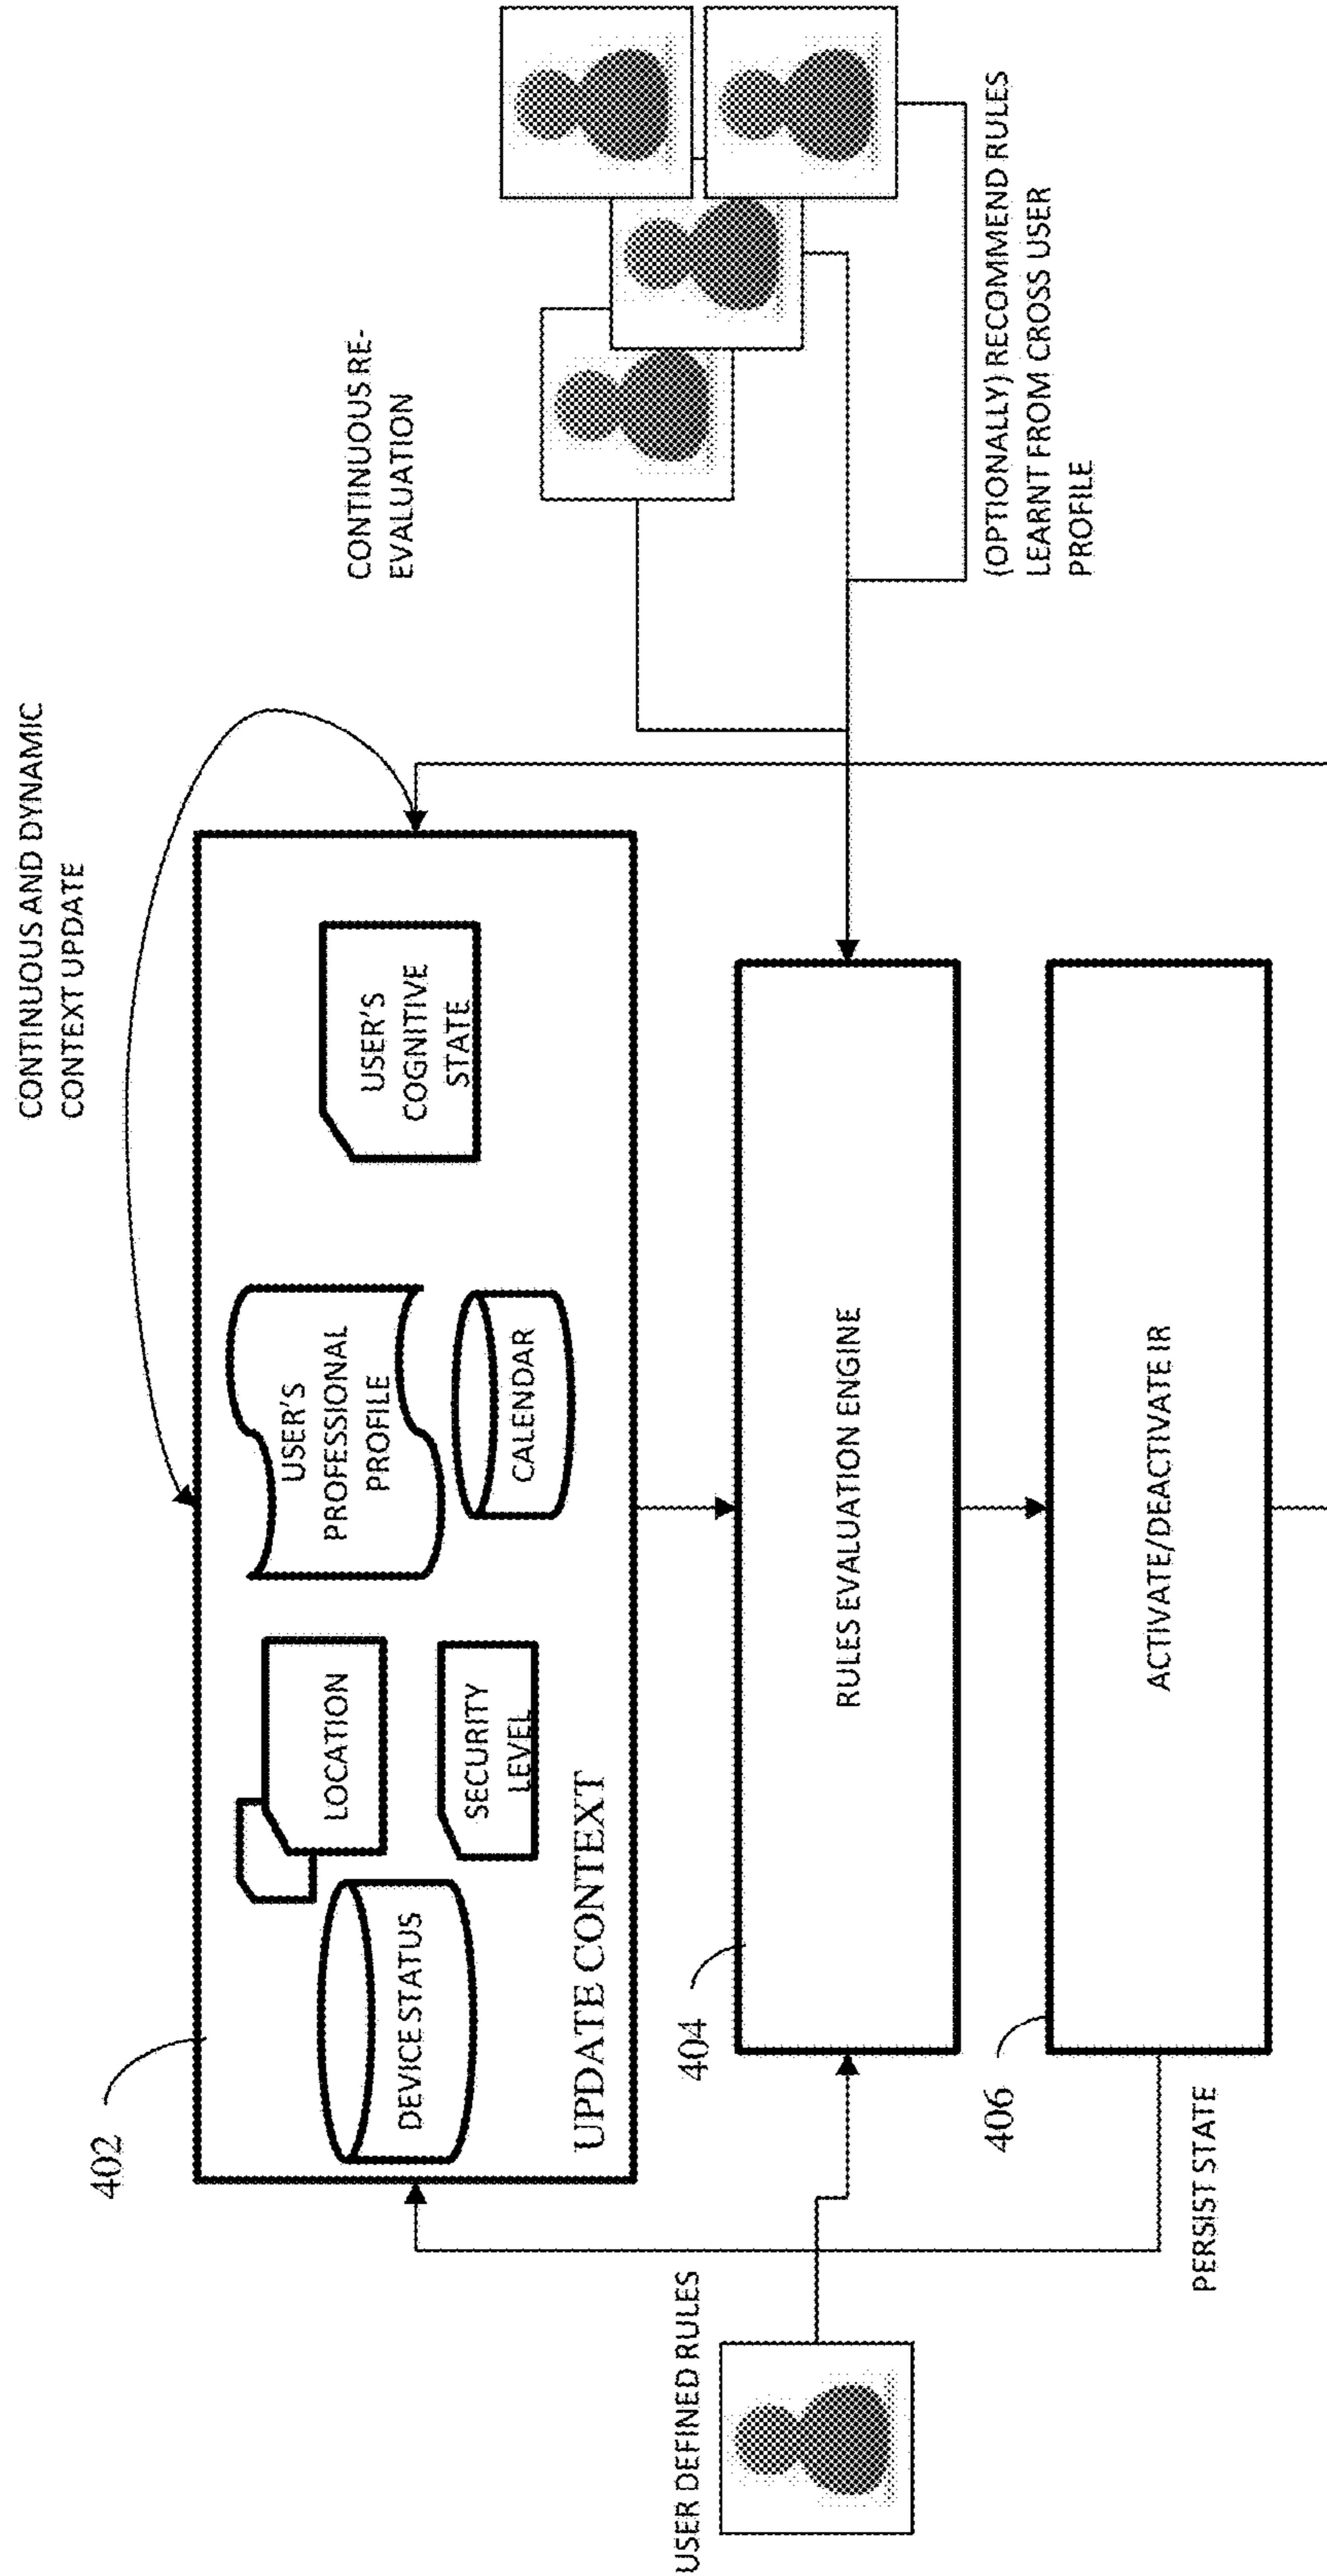 CONTINUOUS AND DYNAMIC
CONTEXT UPDATE
402
DEVICE STATUS
LOCATION
SECURITY
LEVEL
USER'S
PROFESSIONAL
PROFILE
CALENDAR
USER'S
COGNITIVE
STATE
UPDATE CONTEXT
CONTINUOUS RE-
EVALUATION
USER DEFINED RULES
404
RULES EVALUATION ENGINE
(OPTIONALLY) RECOMMEND RULES
LEARNT FROM CROSS USER
PROFILE
406
ACTIVATE/DEACTIVATE IR
PERSIST STATE